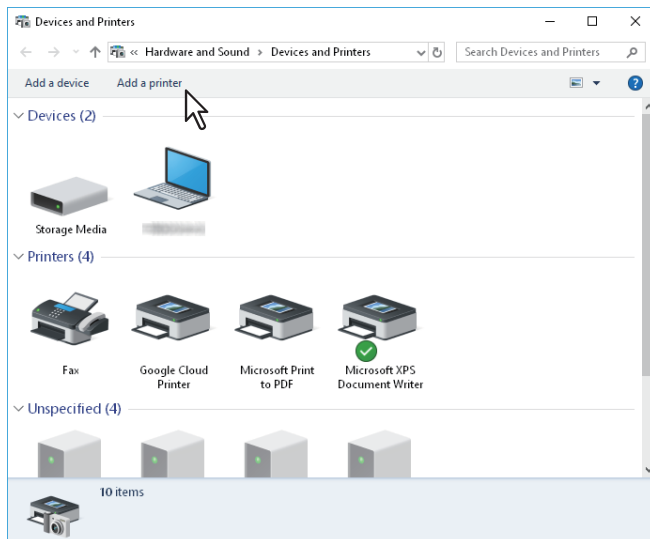 Devices and Printers
« Hardware and Sound > Devices and Printers
Search Devices and Printers
Add a device
Add a printer
Devices (2)
Storage Media
Printers (4)
Fax
Google Cloud
Printer
Microsoft Print
to PDF
Microsoft XPS
Document Writer
Unspecified (4)
10 items